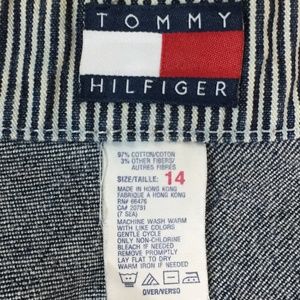 TOMMY
HILFIGER
97% COTTON/COTON
3% OTHER FIBERS/
AUTRES FIBRES
SIZE/TAILLE: 14
MADE IN HONG KONG
FABRIQUÉ À HONG KONG
RN# 66476
CA# 20751
(7 SEA)
MACHINE WASH WARM
WITH LIKE COLORS
GENTLE CYCLE
ONLY NON-CHLORINE
BLEACH IF NEEDED
REMOVE PROMPTLY
LAY FLAT TO DRY
WARM IRON IF NEEDED
OVER/VERSO